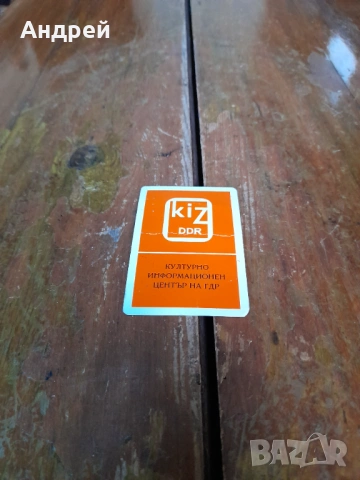 Андрей
kiZ
DDR
КУЛТУРНО
ИНФОРМАЦИОНЕН
ЦЕНТЪР НА ГДР
BAZAR